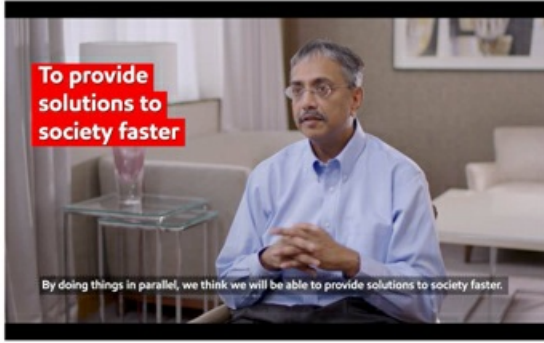 To provide
solutions to
society faster
By doing things in parallel, we think we will be able to provide solutions to society faster.